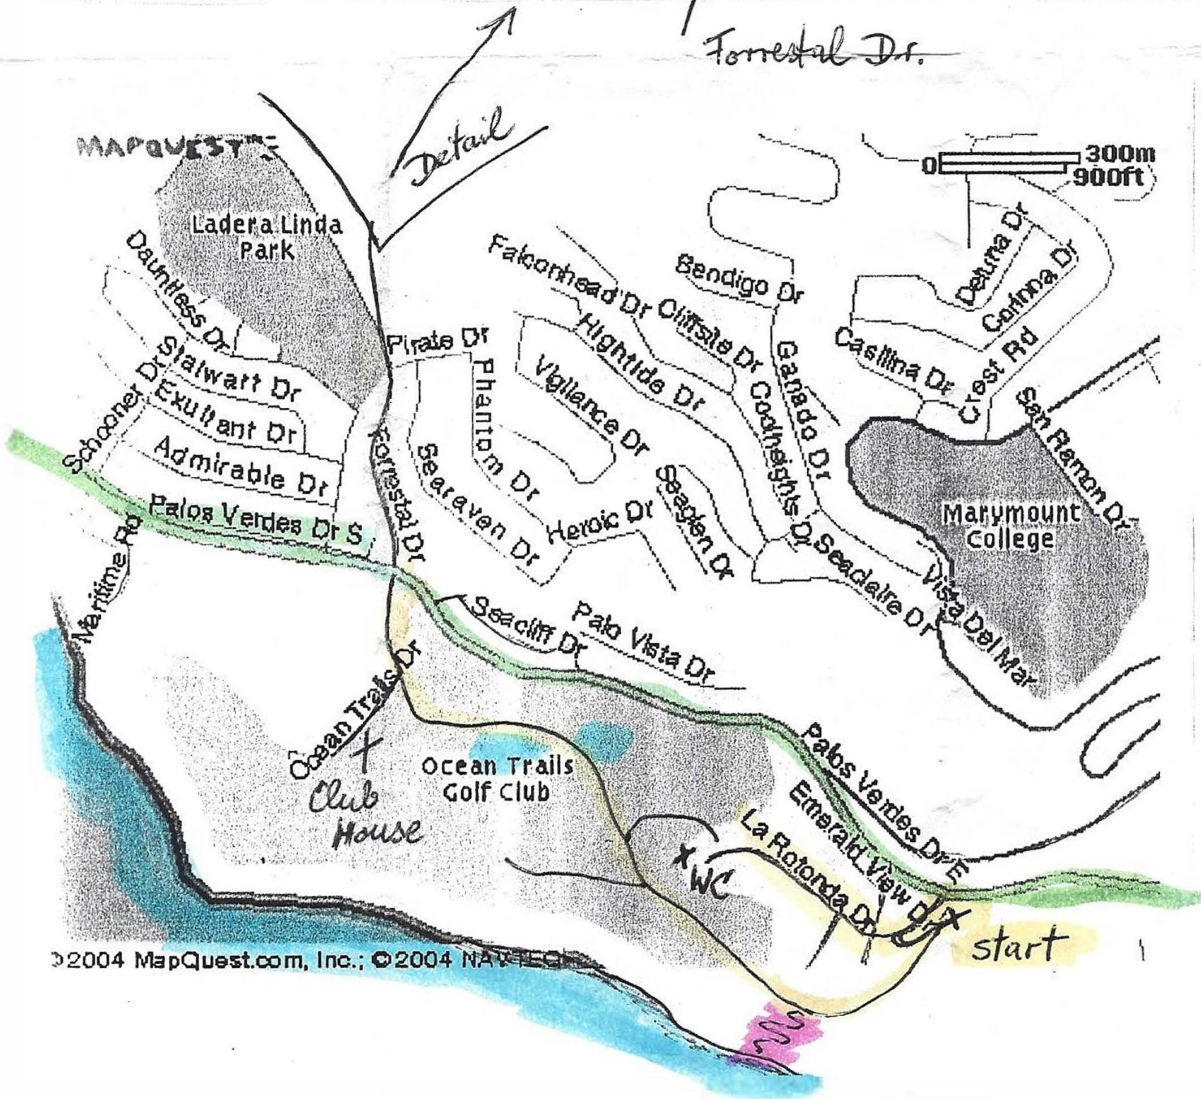 Forrestal Dr.
Detail
MAPQUEST
0
300m
900ft
Ladera Linda
Park
Dauntless Dr
Stalwart Dr
Schooner Dr
Exultant Dr
Admirable Dr
Palos Verdes Dr S
Maritime Rd
Forrestal Dr
Pirate Dr
Phantom Dr
Searaven Dr
Heroic Dr
Falconhead Dr
Hightide Dr
Vigilance Dr
Cliffsite Dr
Bendigo Dr
Ganado Dr
Coolheights Dr
Seaglen Dr
Seaclaire Dr
Vista Del Mar
Casilina Dr
Crest Rd
Deluna Dr
Corinna Dr
San Ramon Dr
Marymount
College
Seacliff Dr
Palo Vista Dr
Ocean Trails Dr
Club
House
Ocean Trails
Golf Club
Palos Verdes Dr E
Emerald View Dr
La Rotonda Dr
WC
start
©2004 MapQuest.com, Inc.; ©2004 NAVTEQ